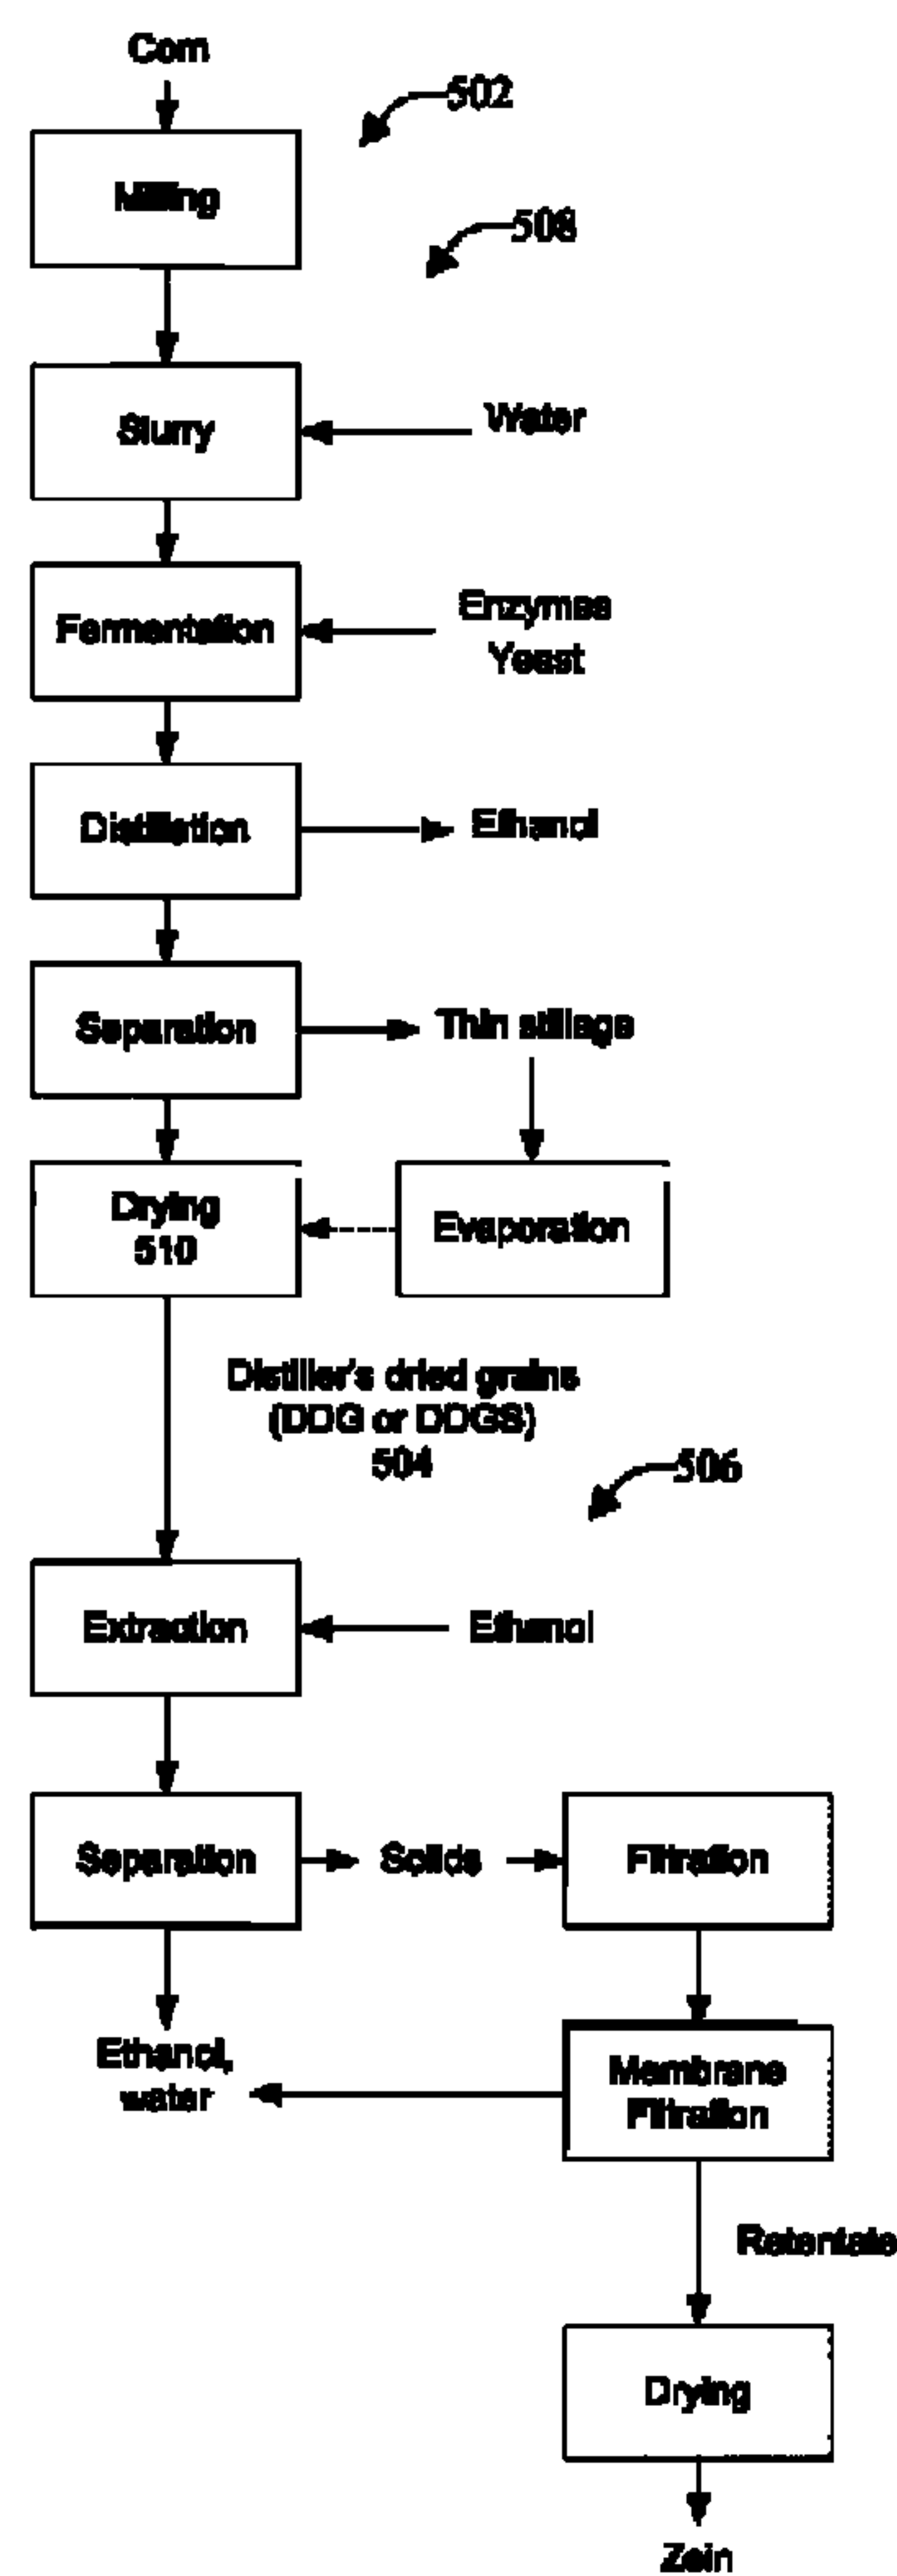 Corn
502
Milling
508
Slurry
Water
Fermentation
Enzymes
Yeast
Distillation
Ethanol
Separation
Thin stillage
Drying
510
Evaporation
Distiller's dried grains
(DDG or DDGS)
504
506
Extraction
Ethanol
Separation
Solids
Filtration
Ethanol,
water
Membrane
Filtration
Retentate
Drying
Zein